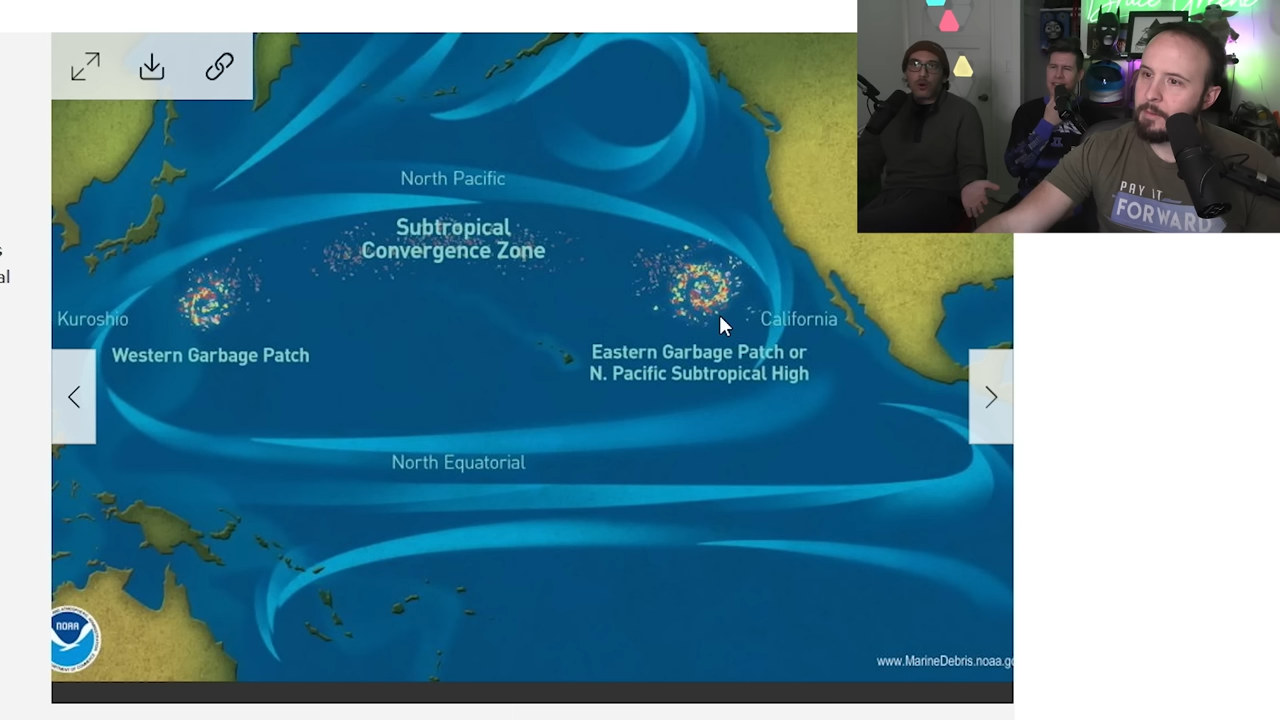 North Pacific
Subtropical
Convergence Zone
Kuroshio
California
Western Garbage Patch
Eastern Garbage Patch or
N. Pacific Subtropical High
North Equatorial
NOAA
www.MarineDebris.noaa.go
s
al
PAY IT
FORWARD